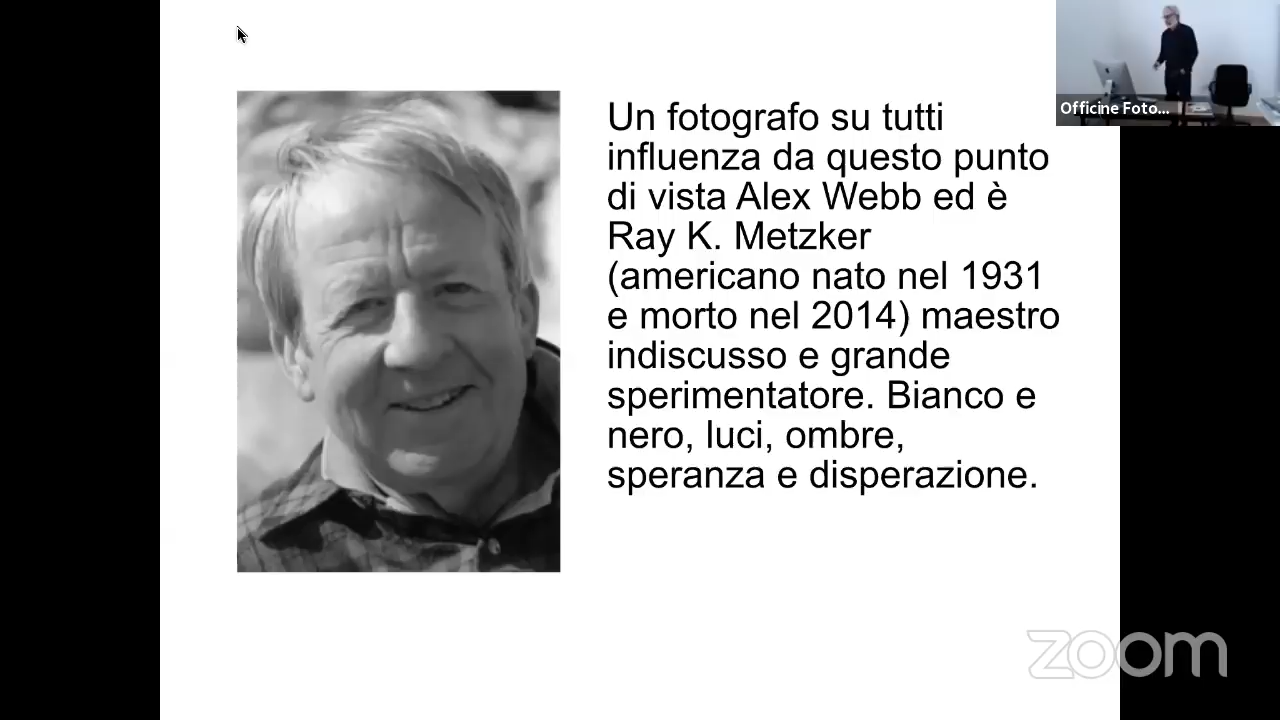 Un fotografo su tutti
influenza da questo punto
di vista Alex Webb ed è
Ray K. Metzker
(americano nato nel 1931
e morto nel 2014) maestro
indiscusso e grande
sperimentatore. Bianco e
nero, luci, ombre,
speranza e disperazione.
Officine Foto...
zoom